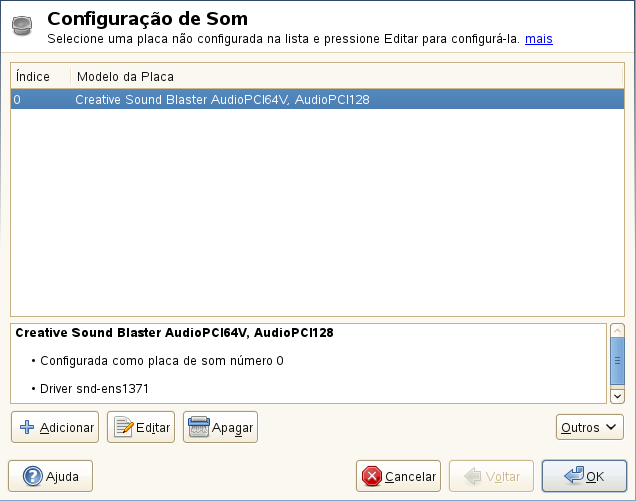 Configuração de Som
Selecione uma placa não configurada na lista e pressione Editar para configurá-la. mais
Índice Modelo da Placa
0 Creative Sound Blaster AudioPCI64V, AudioPCI128
Creative Sound Blaster AudioPCI64V, AudioPCI128
• Configurada como placa de som número 0
• Driver snd-ens1371
Adicionar Editar Apagar Outros
Ajuda Cancelar Voltar OK